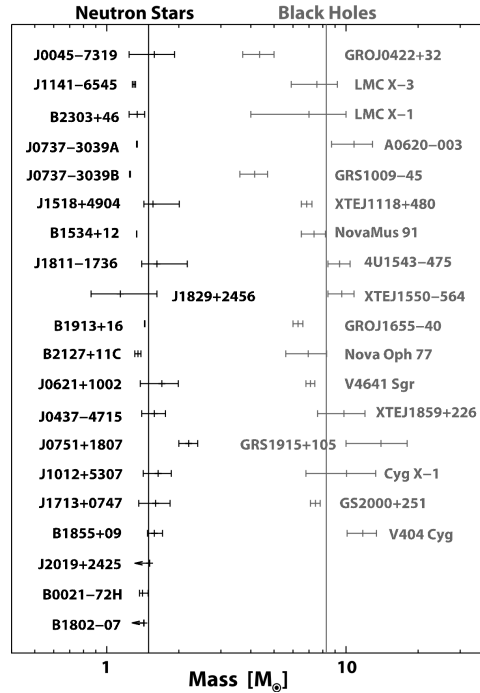 Neutron Stars Black Holes
J0045−7319 GROJ0422+32
J1141−6545 LMC X−3
B2303+46 LMC X−1
J0737−3039A A0620−003
J0737−3039B GRS1009−45
J1518+4904 XTEJ1118+480
B1534+12 NovaMus 91
J1811−1736 4U1543−475
J1829+2456 XTEJ1550−564
B1913+16 GROJ1655−40
B2127+11C Nova Oph 77
J0621+1002 V4641 Sgr
J0437−4715 XTEJ1859+226
J0751+1807 GRS1915+105
J1012+5307 Cyg X−1
J1713+0747 GS2000+251
B1855+09 V404 Cyg
J2019+2425
B0021−72H
B1802−07
1 10
Mass [M⊙]